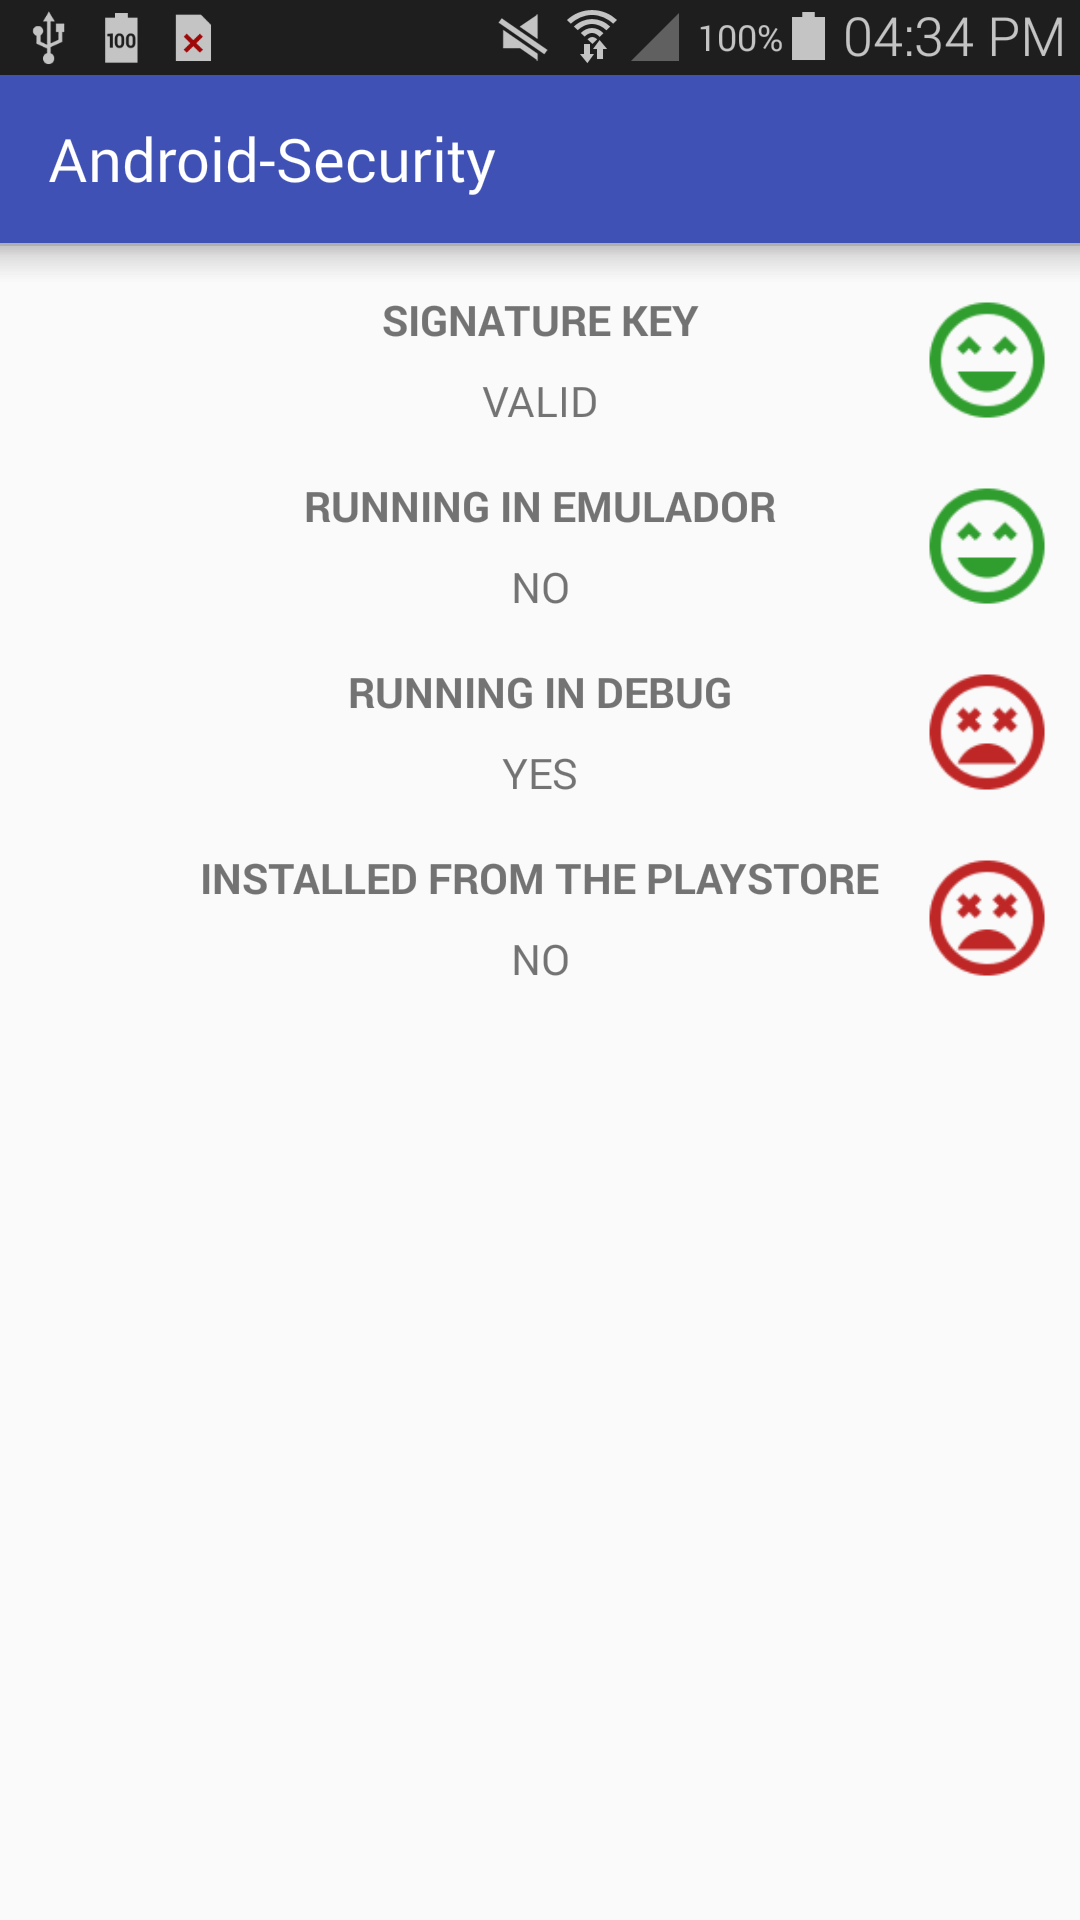 100 100% 04:34 PM
Android-Security
SIGNATURE KEY
VALID
RUNNING IN EMULADOR
NO
RUNNING IN DEBUG
YES
INSTALLED FROM THE PLAYSTORE
NO